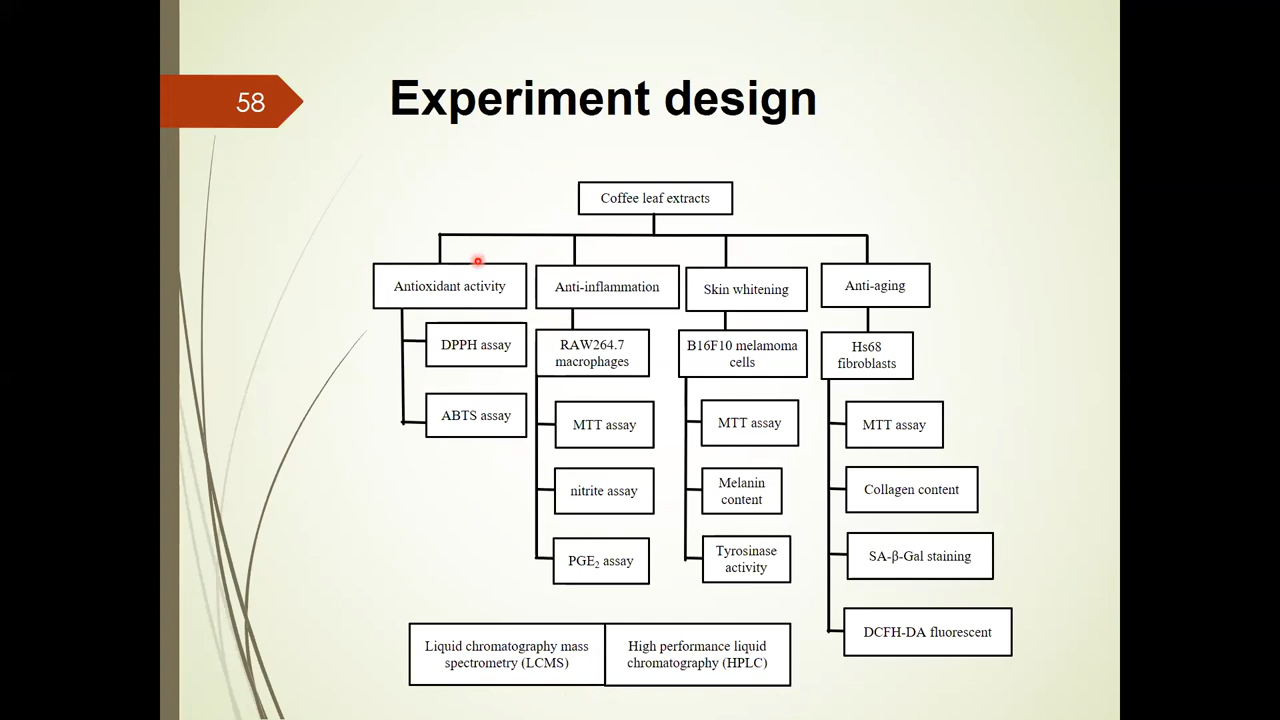 58
Experiment design
Coffee leaf extracts
Antioxidant activity
DPPH assay
ABTS assay
Anti-inflammation
RAW264.7
macrophages
MTT assay
nitrite assay
PGE₂ assay
Skin whitening
B16F10 melamoma
cells
MTT assay
Melanin
content
Tyrosinase
activity
Anti-aging
Hs68
fibroblasts
MTT assay
Collagen content
SA-β-Gal staining
DCFH-DA fluorescent
Liquid chromatography mass
spectrometry (LCMS)
High performance liquid
chromatography (HPLC)